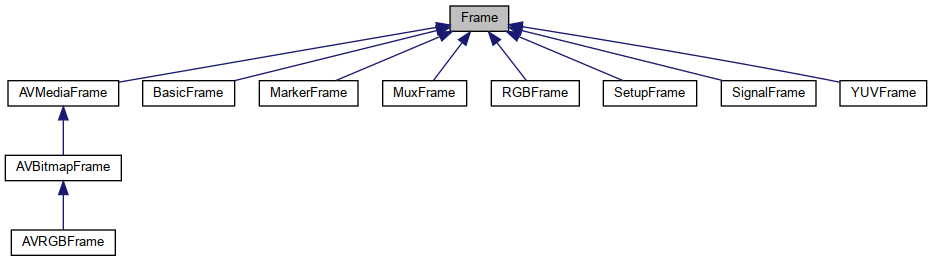 Frame
AVMediaFrame
BasicFrame
MarkerFrame
MuxFrame
RGBFrame
SetupFrame
SignalFrame
YUVFrame
AVBitmapFrame
AVRGBFrame